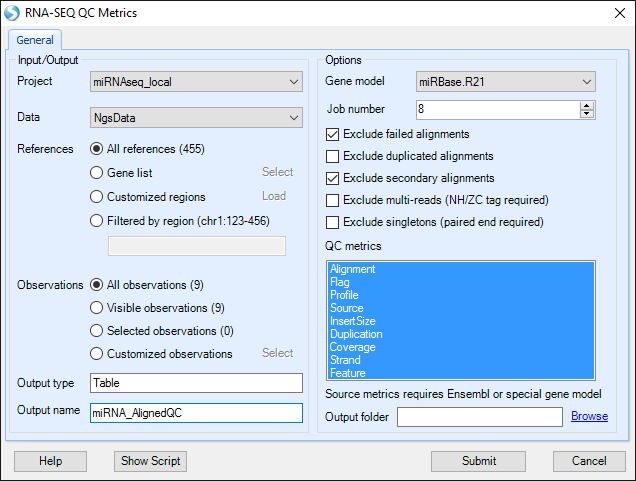 RNA-SEQ QC Metrics
General
Input/Output
Project
miRNAseq_local
Data
NgsData
References
All references (455)
Gene list
Select
Customized regions
Load
Filtered by region (chr1:123-456)
Observations
All observations (9)
Visible observations (9)
Selected observations (0)
Customized observations
Select
Output type
Table
Output name
miRNA_AlignedQC
Options
Gene model
miRBase.R21
Job number
8
Exclude failed alignments
Exclude duplicated alignments
Exclude secondary alignments
Exclude multi-reads (NH/ZC tag required)
Exclude singletons (paired end required)
QC metrics
Alignment
Flag
Profile
Source
InsertSize
Duplication
Coverage
Strand
Feature
Source metrics requires Ensembl or special gene model
Output folder
Browse
Help
Show Script
Submit
Cancel